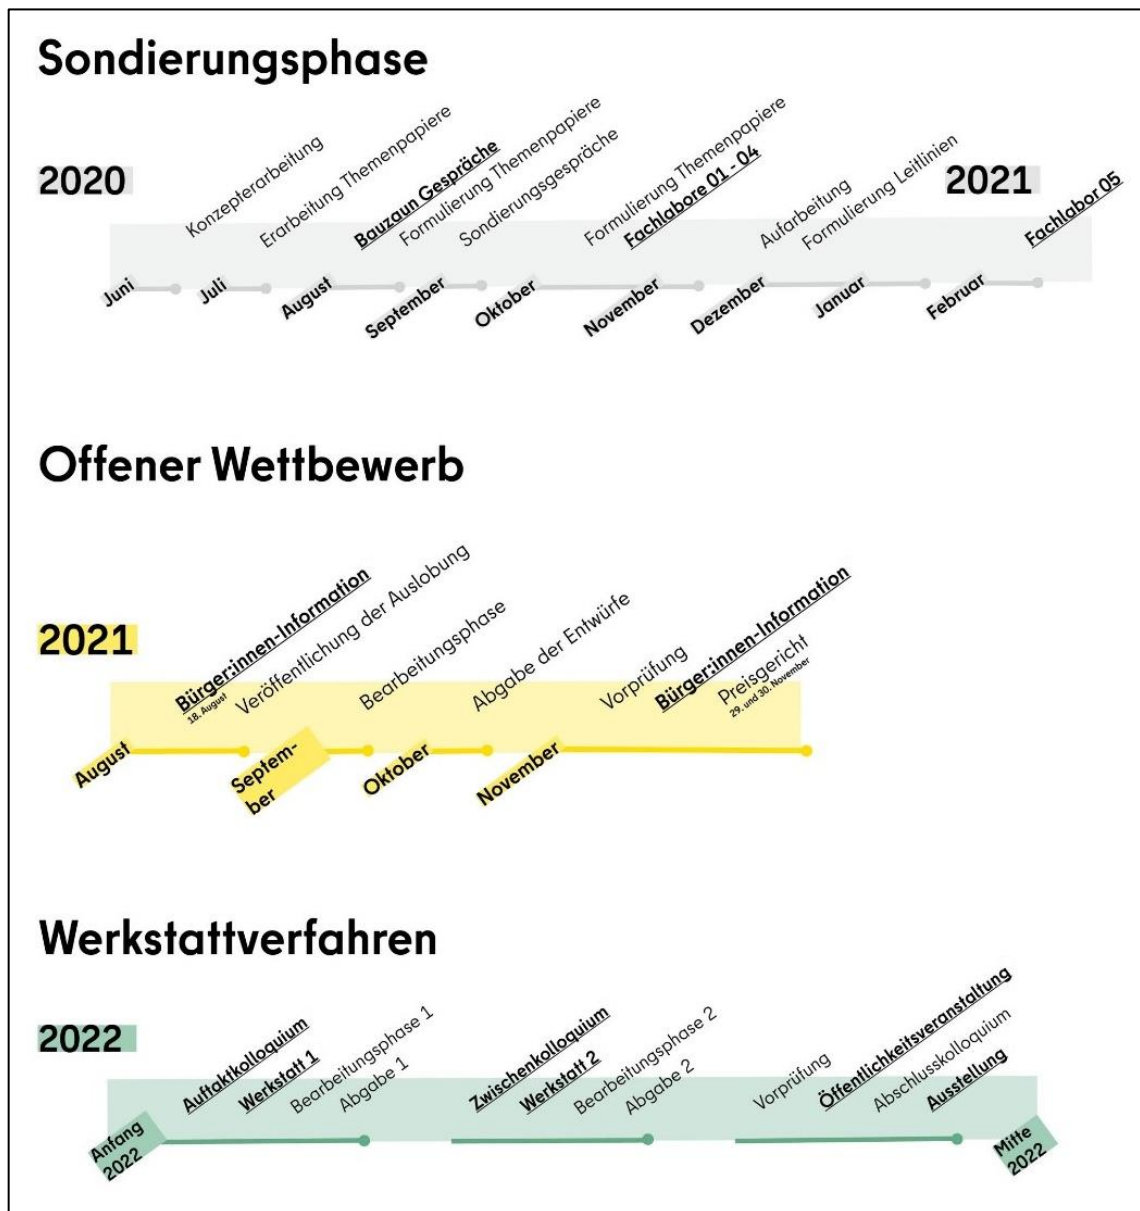 Sondierungsphase
2020
2021
Konzepterarbeitung
Erarbeitung Themenpapiere
Bauzaun Gespräche
Formulierung Themenpapiere
Sondierungsgespräche
Formulierung Themenpapiere
Fachlabore 01 - 04
Aufarbeitung
Formulierung Leitlinien
Fachlabor 05
Juni
Juli
August
September
Oktober
November
Dezember
Januar
Februar
Offener Wettbewerb
2021
Bürger:innen-Information
18. August
Veröffentlichung der Auslobung
Bearbeitungsphase
Abgabe der Entwürfe
Vorprüfung
Bürger:innen-Information
Preisgericht
29. und 30. November
August
Septem-
ber
Oktober
November
Werkstattverfahren
2022
Auftaktkolloquium
Werkstatt 1
Bearbeitungsphase 1
Abgabe 1
Zwischenkolloquium
Werkstatt 2
Bearbeitungsphase 2
Abgabe 2
Vorprüfung
Öffentlichkeitsveranstaltung
Abschlusskolloquium
Ausstellung
Anfang
2022
Mitte
2022